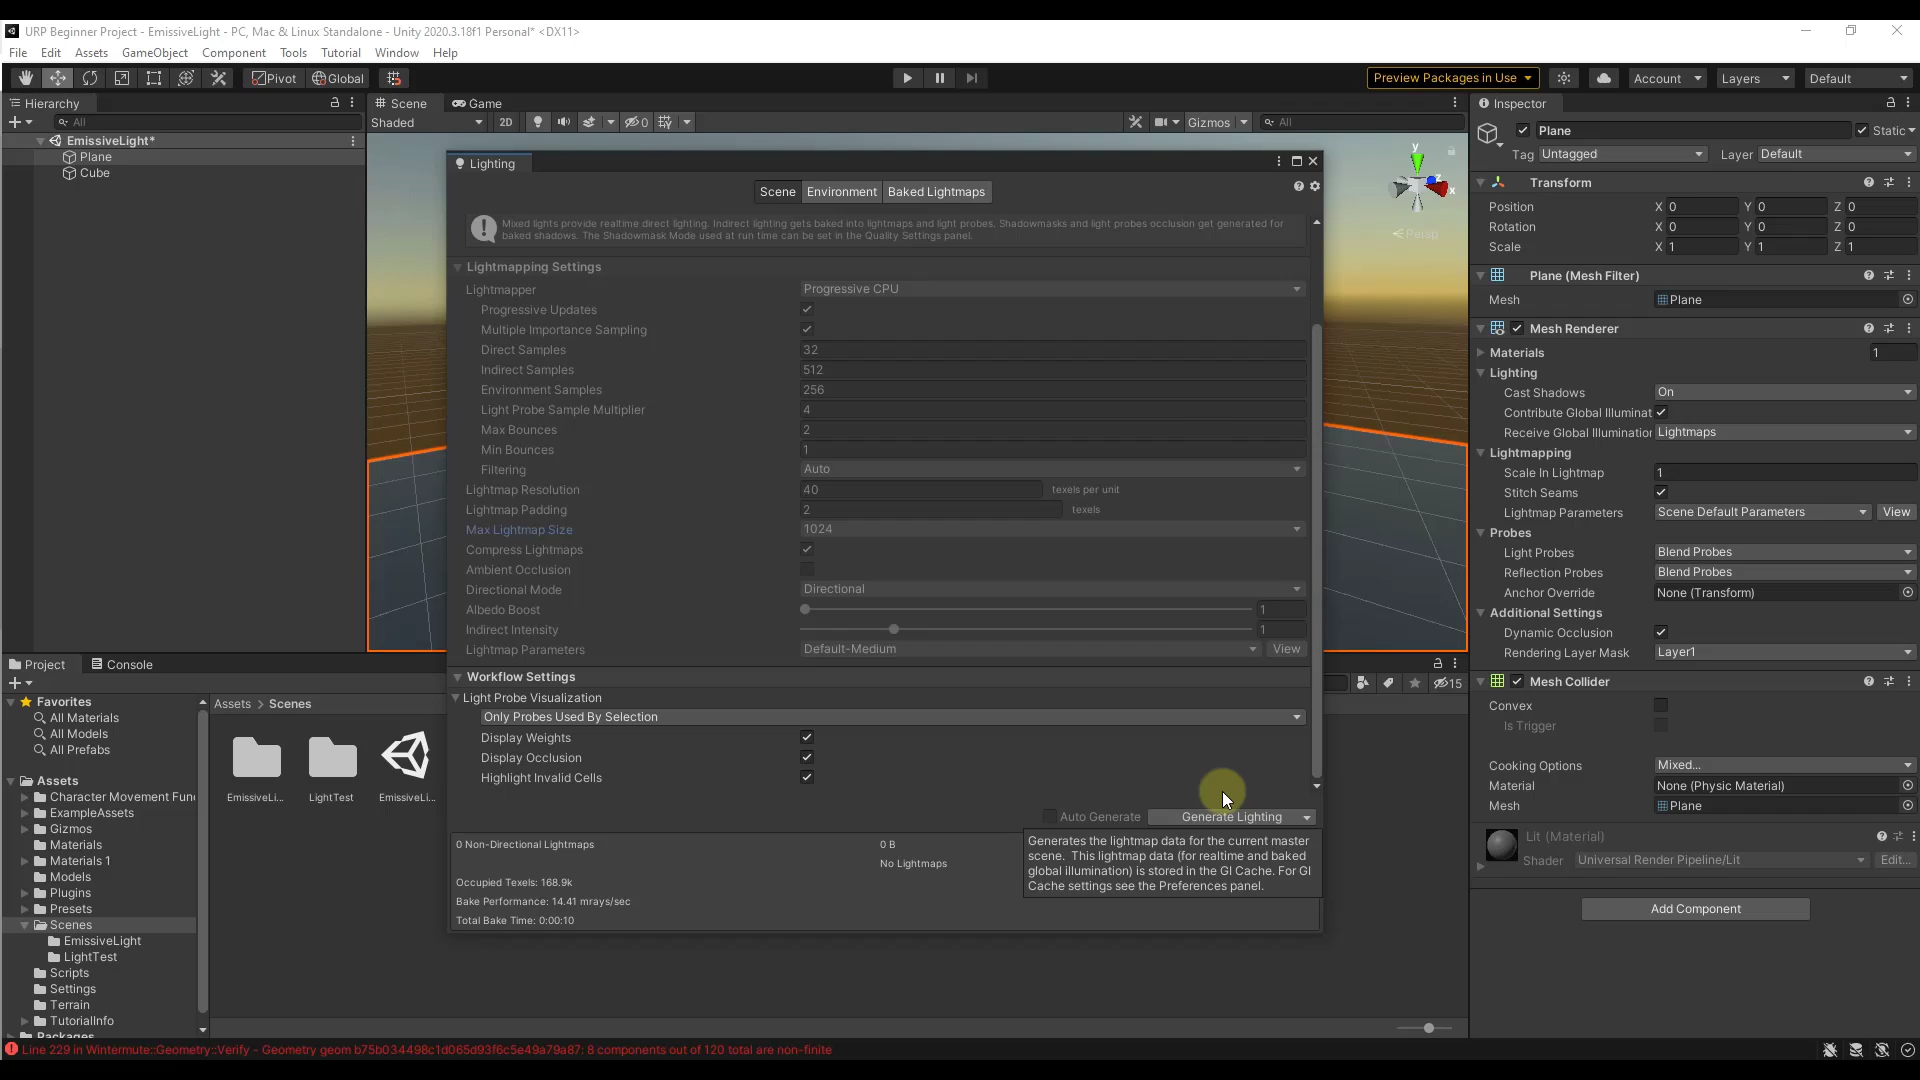 URP Beginner Project - EmissiveLight - PC, Mac & Linux Standalone - Unity 2020.3.18f1 Personal* <DX11>
File Edit Assets GameObject Component Tools Tutorial Window Help
Pivot Global Preview Packages in Use Account Layers Default
Hierarchy
All
EmissiveLight*
Plane
Cube
Scene Game
Shaded 2D 0 Gizmos All
y
x
z
Persp
Lighting
Scene Environment Baked Lightmaps
Mixed lights provide realtime direct lighting. Indirect lighting gets baked into lightmaps and light probes. Shadowmasks and light probes occlusion get generated for
baked shadows. The Shadowmask Mode used at run time can be set in the Quality Settings panel.
Lightmapping Settings
Lightmapper Progressive CPU
Progressive Updates
Multiple Importance Sampling
Direct Samples 32
Indirect Samples 512
Environment Samples 256
Light Probe Sample Multiplier 4
Max Bounces 2
Min Bounces 1
Filtering Auto
Lightmap Resolution 40 texels per unit
Lightmap Padding 2 texels
Max Lightmap Size 1024
Compress Lightmaps
Ambient Occlusion
Directional Mode Directional
Albedo Boost 1
Indirect Intensity 1
Lightmap Parameters Default-Medium View
Workflow Settings
Light Probe Visualization
Only Probes Used By Selection
Display Weights
Display Occlusion
Highlight Invalid Cells
Auto Generate Generate Lighting
Generates the lightmap data for the current master
scene. This lightmap data (for realtime and baked
global illumination) is stored in the GI Cache. For GI
Cache settings see the Preferences panel.
0 Non-Directional Lightmaps 0 B
No Lightmaps
Occupied Texels: 168.9k
Bake Performance: 14.41 mrays/sec
Total Bake Time: 0:00:10
Inspector
Plane Static
Tag Untagged Layer Default
Transform
Position X 0 Y 0 Z 0
Rotation X 0 Y 0 Z 0
Scale X 1 Y 1 Z 1
Plane (Mesh Filter)
Mesh Plane
Mesh Renderer
Materials 1
Lighting
Cast Shadows On
Contribute Global Illuminat
Receive Global Illumination Lightmaps
Lightmapping
Scale In Lightmap 1
Stitch Seams
Lightmap Parameters Scene Default Parameters View
Probes
Light Probes Blend Probes
Reflection Probes Blend Probes
Anchor Override None (Transform)
Additional Settings
Dynamic Occlusion
Rendering Layer Mask Layer1
Mesh Collider
Convex
Is Trigger
Cooking Options Mixed...
Material None (Physic Material)
Mesh Plane
Lit (Material)
Shader Universal Render Pipeline/Lit Edit...
Add Component
Project Console
15
Favorites
All Materials
All Models
All Prefabs
Assets
Character Movement Fun
ExampleAssets
Gizmos
Materials
Materials 1
Models
Plugins
Presets
Scenes
EmissiveLight
LightTest
Scripts
Settings
Terrain
TutorialInfo
Packages
Assets > Scenes
EmissiveLi... LightTest EmissiveLi...
Line 229 in Wintermute::Geometry::Verify - Geometry geom b75b034498c1d065d93f6c5e49a79a87: 8 components out of 120 total are non-finite